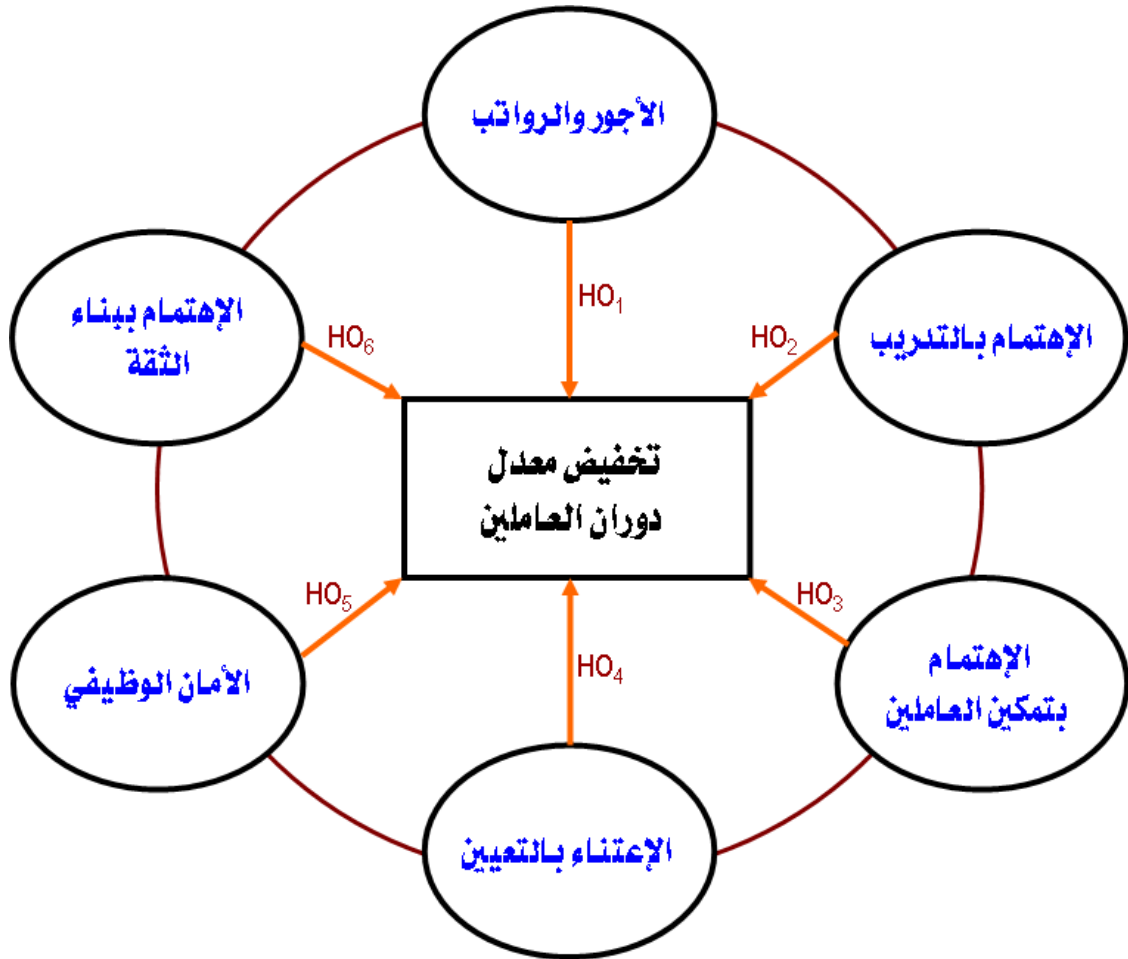 الأجور والرواتب
HO₁
الإهتمام بالتدريب
HO₂
الإهتمام ببناء
الثقة
HO₆
تخفيض معدل
دوران العاملين
HO₃
الإهتمام
بتمكين العاملين
HO₅
الأمان الوظيفي
HO₄
الإعتناء بالتعيين